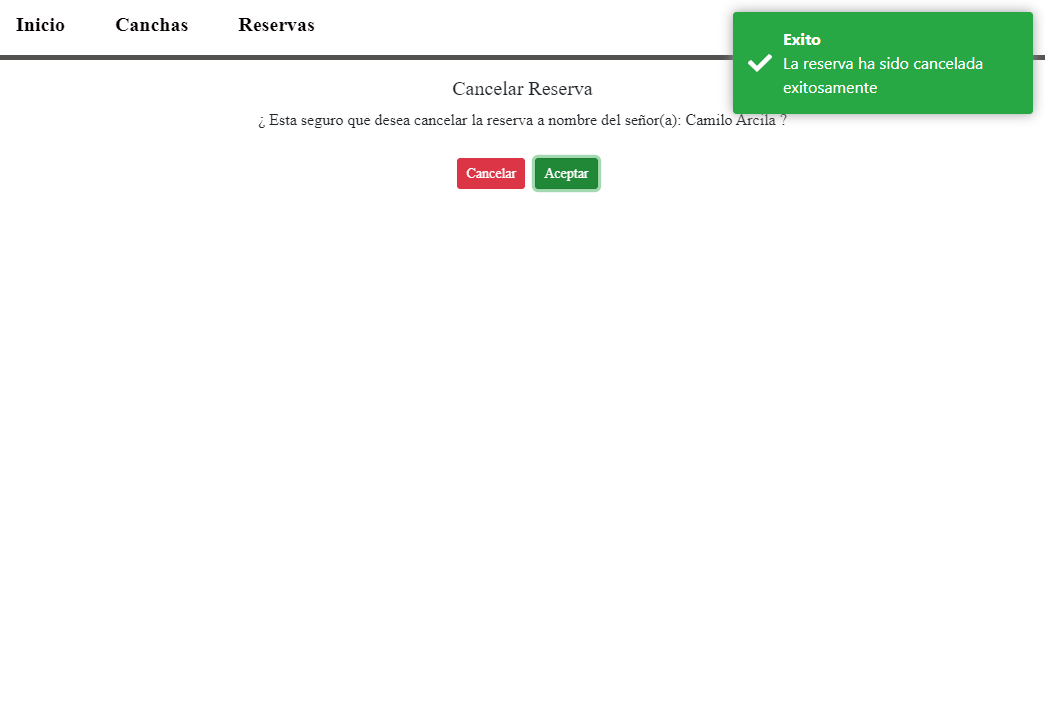 Inicio Canchas Reservas
Exito
La reserva ha sido cancelada
exitosamente
Cancelar Reserva
¿ Esta seguro que desea cancelar la reserva a nombre del señor(a): Camilo Arcila ?
Cancelar Aceptar